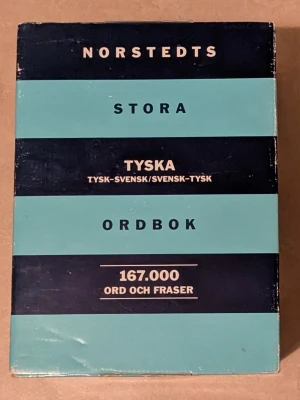 NORSTEDTS
STORA
TYSKA
TYSK–SVENSK/SVENSK–TYSK
ORDBOK
167.000
ORD OCH FRASER